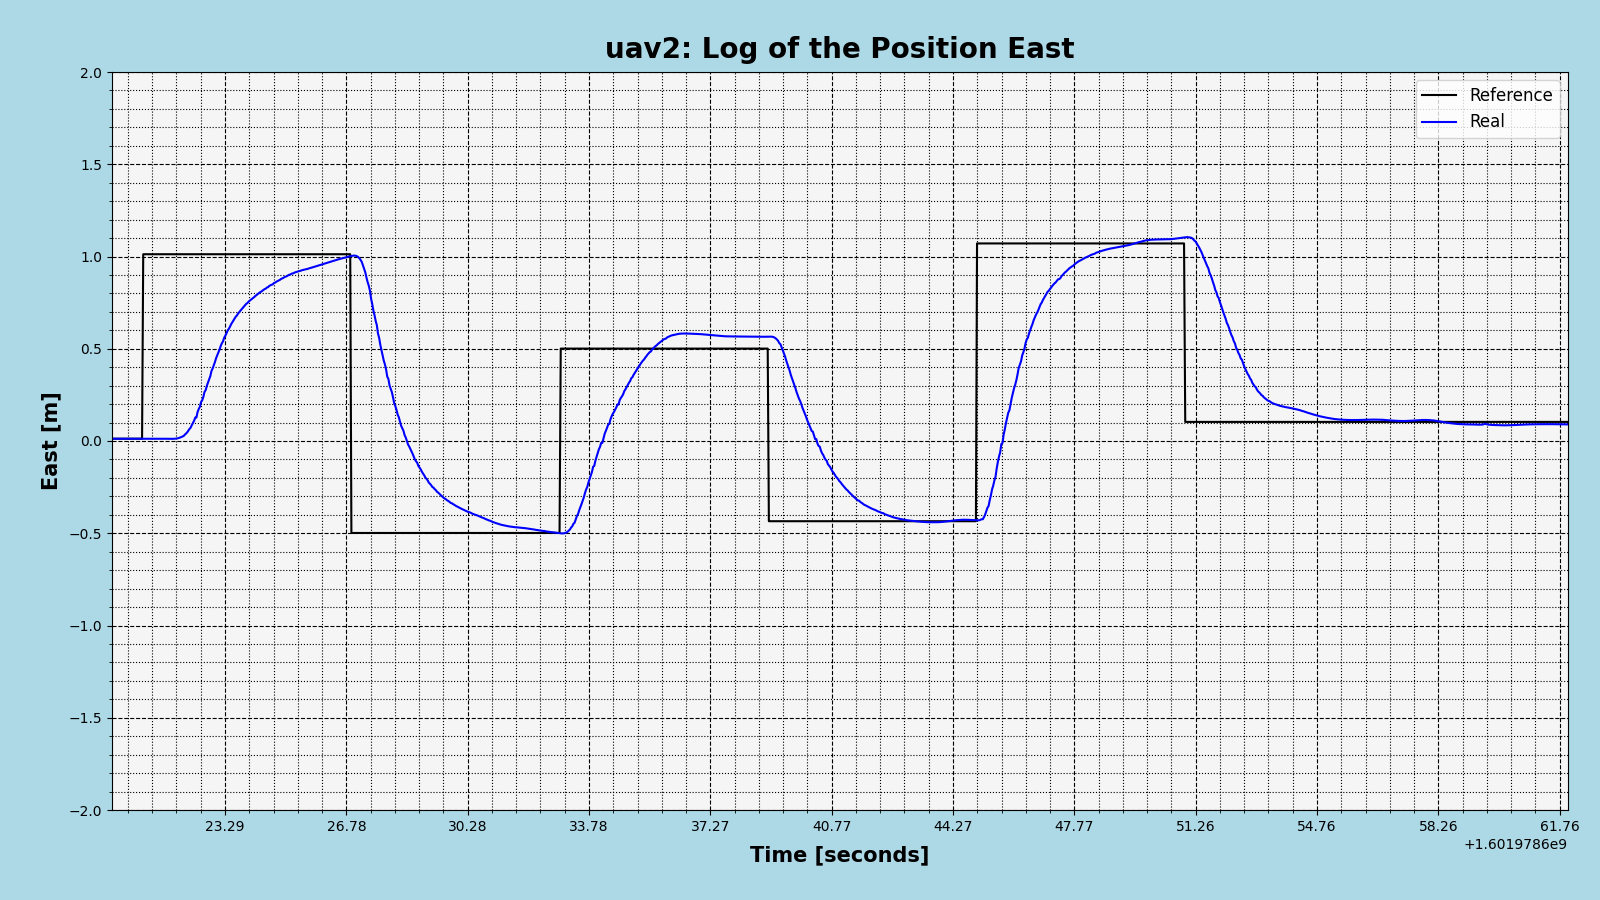 uav2: Log of the Position East
Reference
Real
2.0
1.5
1.0
0.5
0.0
−0.5
−1.0
−1.5
−2.0
East [m]
23.29 26.78 30.28 33.78 37.27 40.77 44.27 47.77 51.26 54.76 58.26 61.76
+1.6019786e9
Time [seconds]